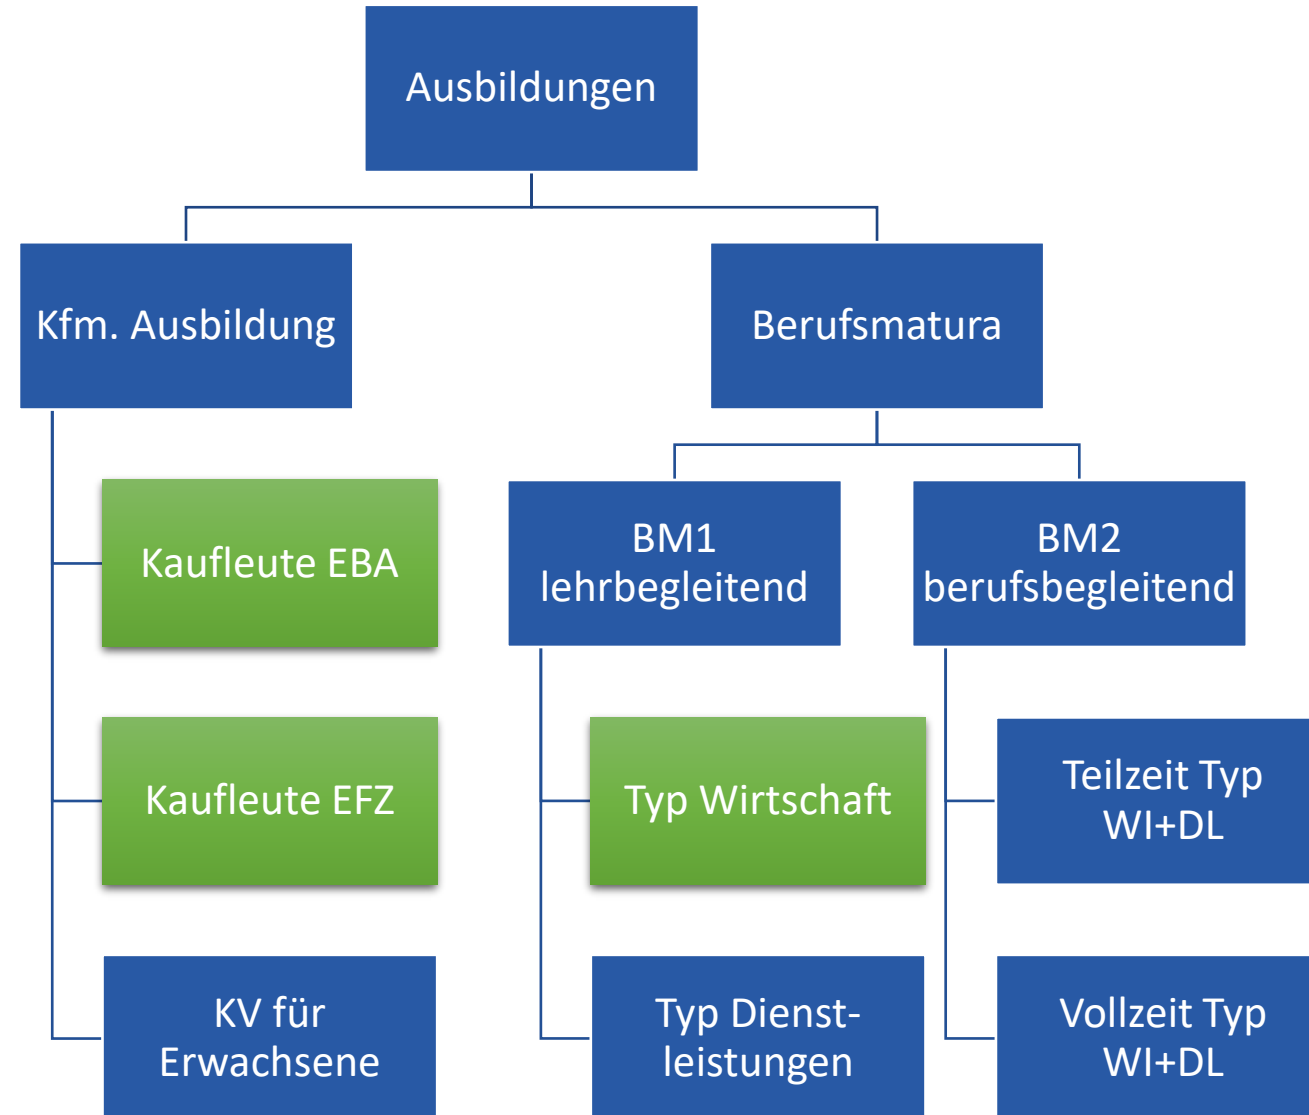 Ausbildungen
Kfm. Ausbildung
Berufsmatura
Kaufleute EBA
BM1
lehrbegleitend
BM2
berufsbegleitend
Kaufleute EFZ
Typ Wirtschaft
Teilzeit Typ
WI+DL
KV für
Erwachsene
Typ Dienst-
leistungen
Vollzeit Typ
WI+DL